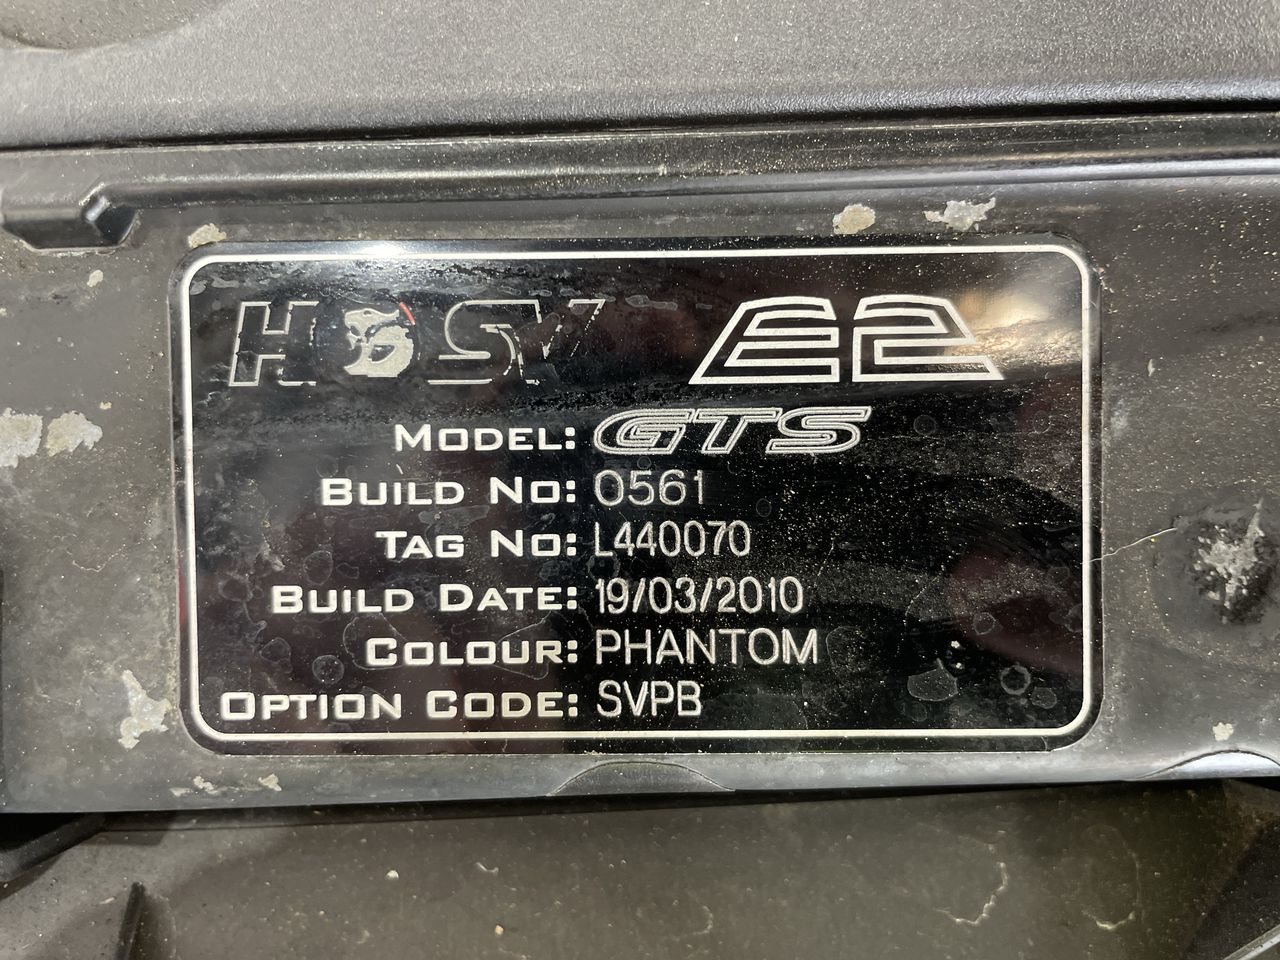 HSV E2
MODEL: GTS
BUILD NO: 0561
TAG NO: L440070
BUILD DATE: 19/03/2010
COLOUR: PHANTOM
OPTION CODE: SVPB